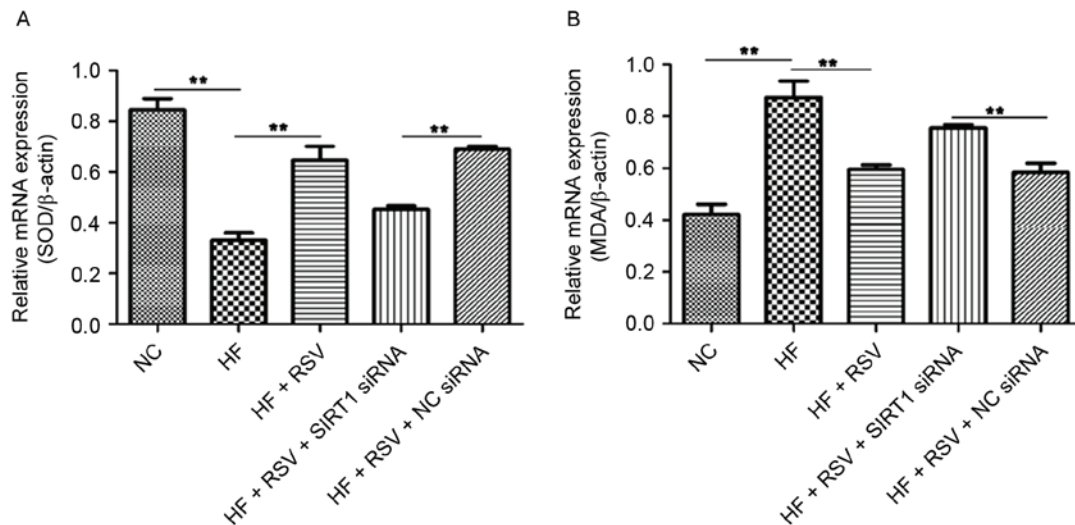 A
Relative mRNA expression
(SOD/β-actin)
1.0
0.8
0.6
0.4
0.2
0.0
**
**
**
NC
HF
HF + RSV
HF + RSV + SIRT1 siRNA
HF + RSV + NC siRNA
B
Relative mRNA expression
(MDA/β-actin)
1.0
0.8
0.6
0.4
0.6
0.0
**
**
**
NC
HF
HF + RSV
HF + RSV + SIRT1 siRNA
HF + RSV + NC siRNA